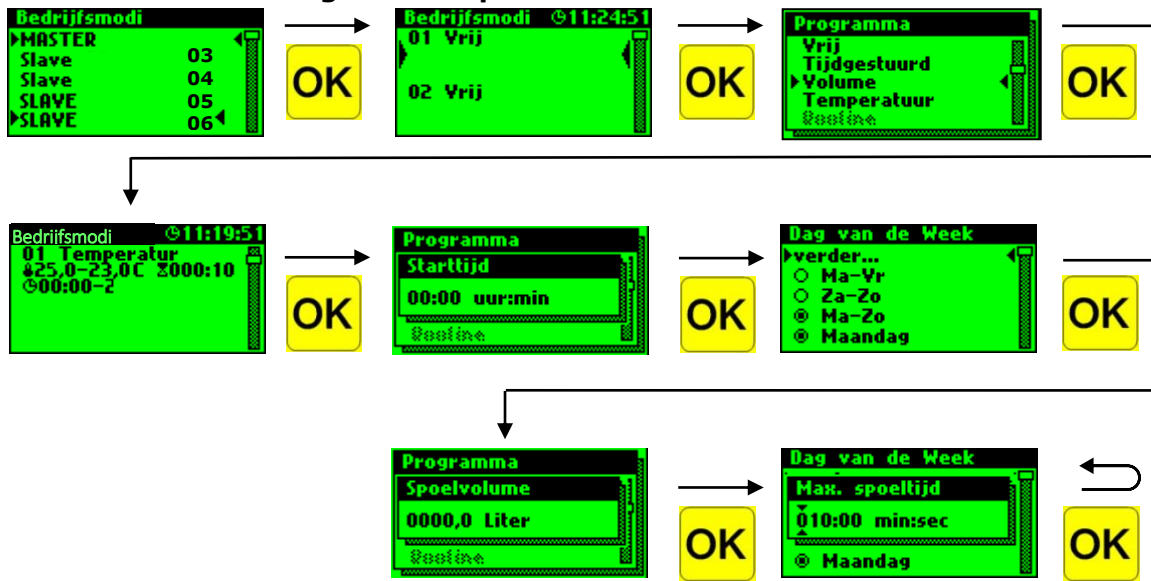 Bedrijfsmodi
MASTER
Slave 03
Slave 04
SLAVE 05
SLAVE 06
OK
Bedrijfsmodi 11:24:51
01 Vrij
02 Vrij
OK
Programma
Vrij
Tijdgestuurd
Volume
Temperatuur
OK
Bedrijfsmodi 11:19:51
01 Temperatur
25,0-23,0C 000:10
00:00-2
OK
Programma
Starttijd
00:00 uur:min
OK
Dag van de Week
verder...
Ma-Vr
Za-Zo
Ma-Zo
Maandag
OK
Programma
Spoelvolume
0000,0 Liter
OK
Dag van de Week
Max. spoeltijd
010:00 min:sec
Maandag
OK